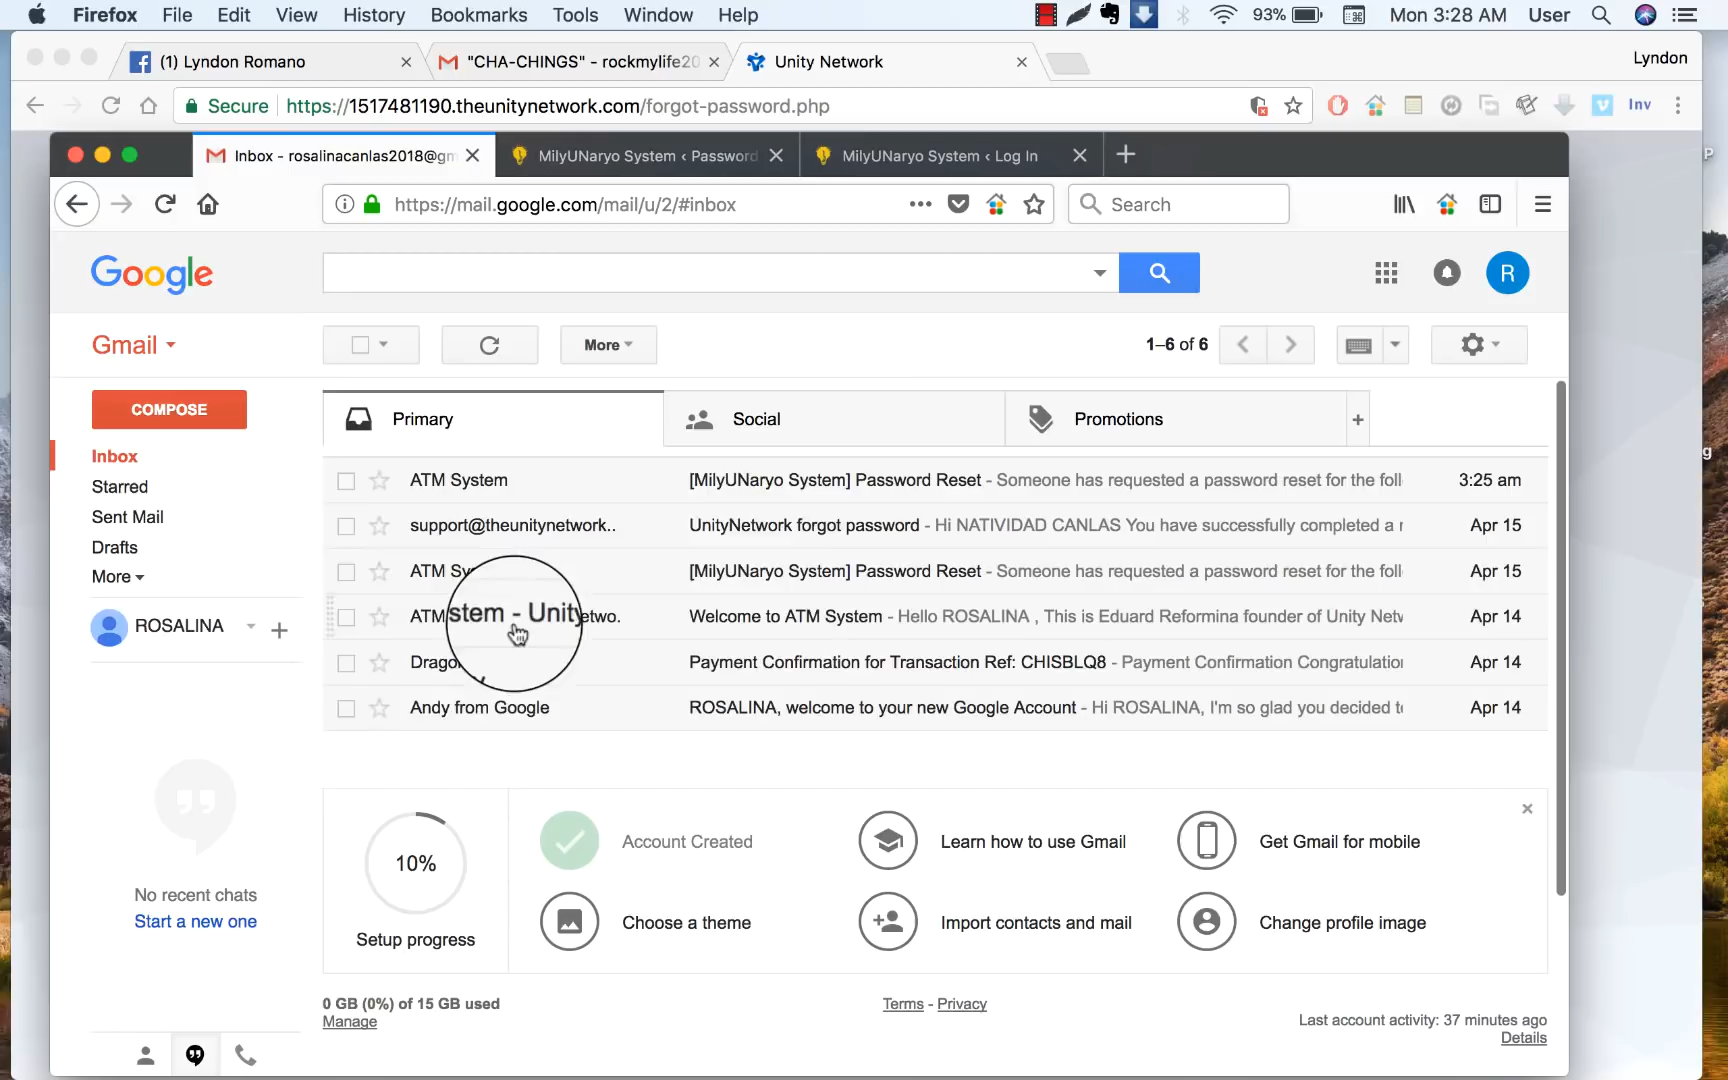 Firefox File Edit View History Bookmarks Tools Window Help 93% Mon 3:28 AM User
(1) Lyndon Romano
"CHA-CHINGS" - rockmylife20
Unity Network
Lyndon
Secure https://1517481190.theunitynetwork.com/forgot-password.php
Inv
Inbox - rosalinacanlas2018@gm
MilyUNaryo System ‹ Password
MilyUNaryo System ‹ Log In
https://mail.google.com/mail/u/2/#inbox
Search
Google
R
Gmail
More
1–6 of 6
COMPOSE
Primary
Social
Promotions
Inbox
Starred
Sent Mail
Drafts
More
ROSALINA
ATM System [MilyUNaryo System] Password Reset - Someone has requested a password reset for the foll 3:25 am
support@theunitynetwork.. UnityNetwork forgot password - Hi NATIVIDAD CANLAS You have successfully completed a r Apr 15
ATM Sy [MilyUNaryo System] Password Reset - Someone has requested a password reset for the foll Apr 15
ATM stem - Unity etwo. Welcome to ATM System - Hello ROSALINA , This is Eduard Reformina founder of Unity Netv Apr 14
Drago Payment Confirmation for Transaction Ref: CHISBLQ8 - Payment Confirmation Congratulation Apr 14
Andy from Google ROSALINA, welcome to your new Google Account - Hi ROSALINA, I'm so glad you decided to Apr 14
No recent chats
Start a new one
10%
Setup progress
Account Created
Learn how to use Gmail
Get Gmail for mobile
Choose a theme
Import contacts and mail
Change profile image
0 GB (0%) of 15 GB used
Manage
Terms - Privacy
Last account activity: 37 minutes ago
Details
P
g